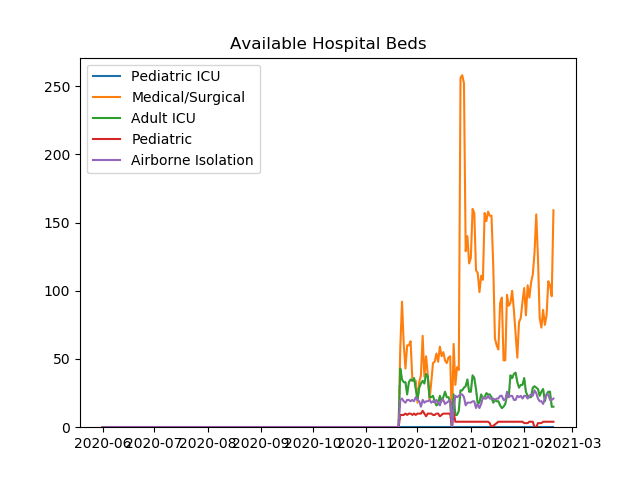 Available Hospital Beds
Pediatric ICU
Medical/Surgical
Adult ICU
Pediatric
Airborne Isolation
250
200
150
100
50
0
2020-06 2020-07 2020-08 2020-09 2020-10 2020-11 2020-12 2021-01 2021-02 2021-03